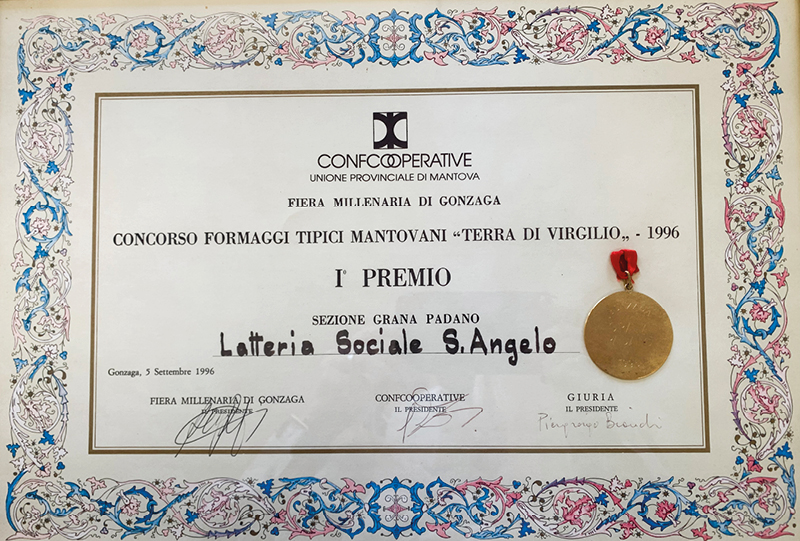 CONFCOOPERATIVE
UNIONE PROVINCIALE DI MANTOVA
FIERA MILLENARIA DI GONZAGA
CONCORSO FORMAGGI TIPICI MANTOVANI “TERRA DI VIRGILIO„ - 1996
I° PREMIO
SEZIONE GRANA PADANO
Latteria Sociale S. Angelo
Gonzaga, 5 Settembre 1996
FIERA MILLENARIA DI GONZAGA
IL PRESIDENTE
CONFCOOPERATIVE
IL PRESIDENTE
GIURIA
IL PRESIDENTE